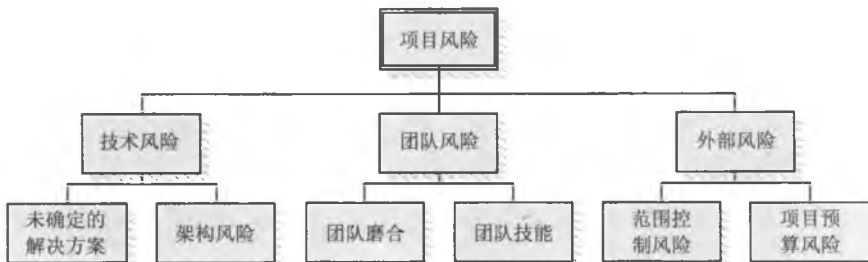 项目风险
技术风险
团队风险
外部风险
未确定的
解决方案
架构风险
团队磨合
团队技能
范围控
制风险
项目预
算风险